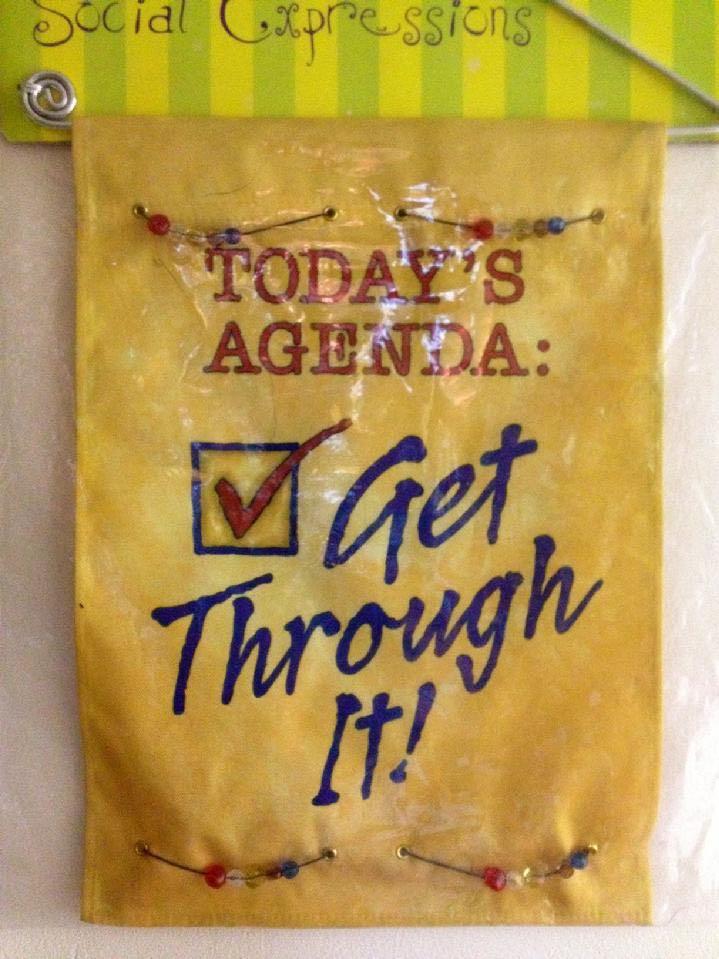 Social Expressions
TODAY'S
AGENDA:
Get
Through
It!